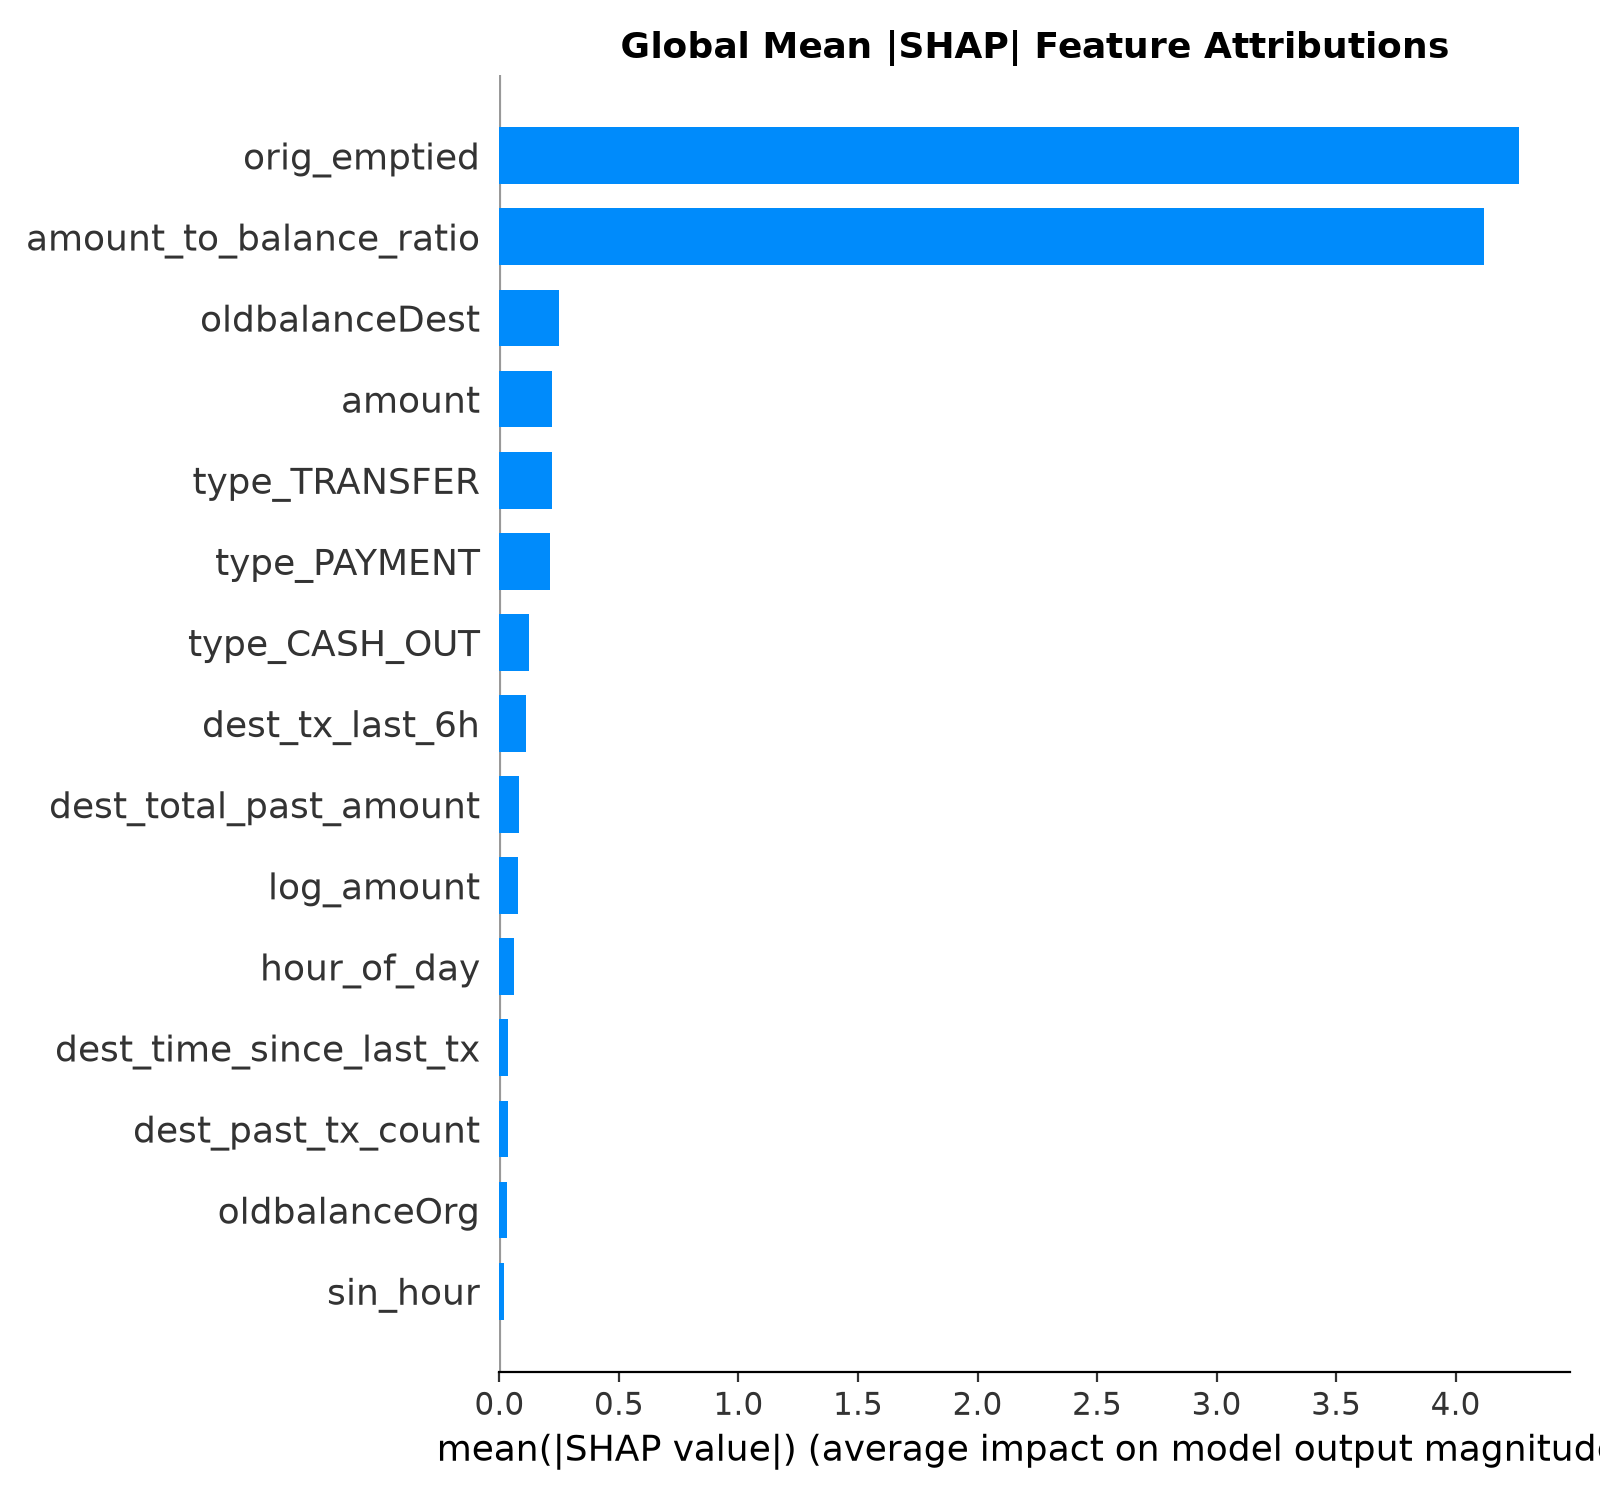 Global Mean |SHAP| Feature Attributions
orig_emptied
amount_to_balance_ratio
oldbalanceDest
amount
type_TRANSFER
type_PAYMENT
type_CASH_OUT
dest_tx_last_6h
dest_total_past_amount
log_amount
hour_of_day
dest_time_since_last_tx
dest_past_tx_count
oldbalanceOrg
sin_hour
0.0 0.5 1.0 1.5 2.0 2.5 3.0 3.5 4.0
mean(|SHAP value|) (average impact on model output magnitude